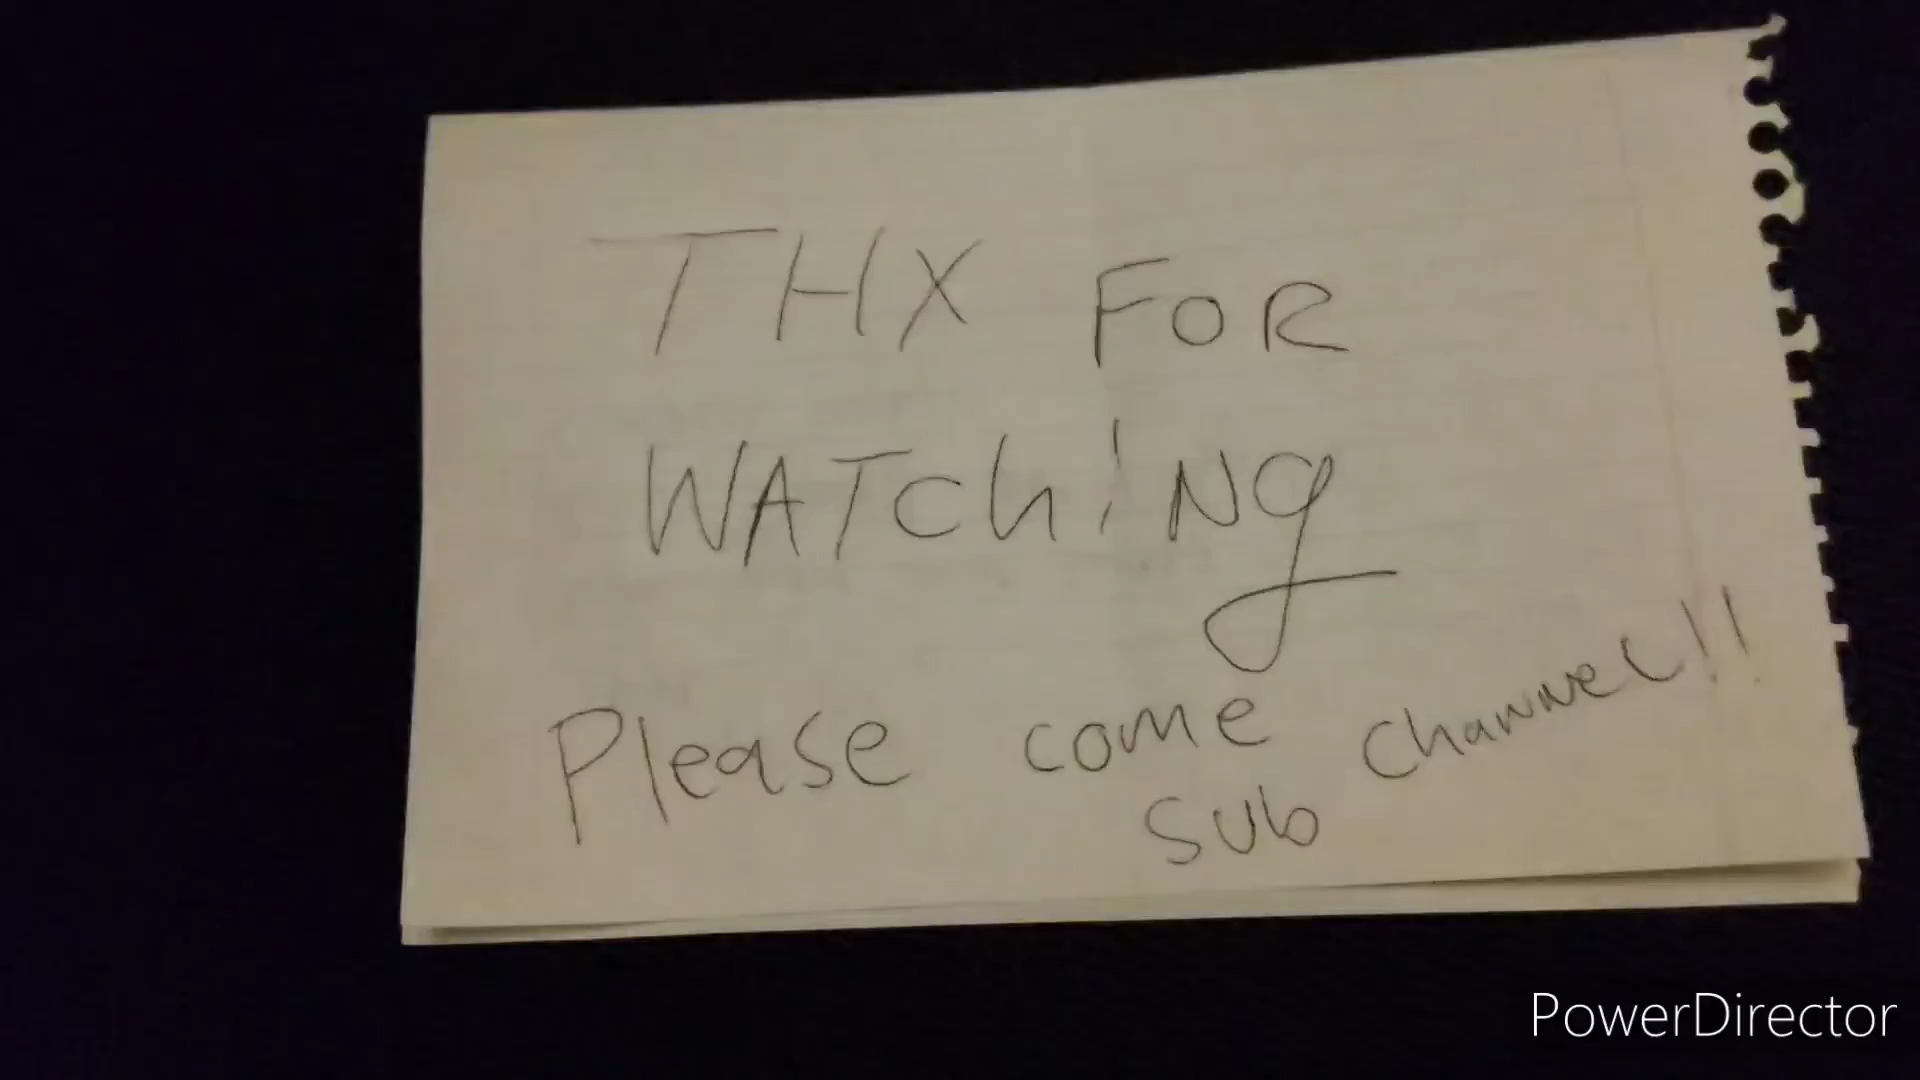 THX FOR
WATchiNg
Please come
sub channel!!
PowerDirector